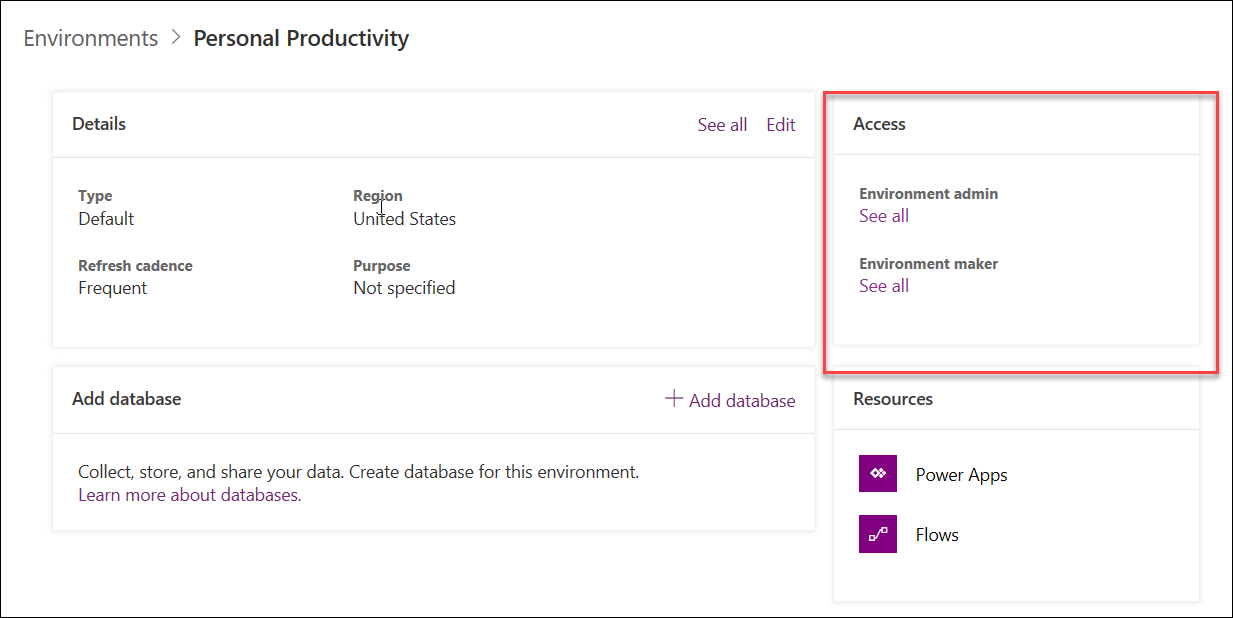 Environments > Personal Productivity
Details
See all Edit
Type
Default
Region
United States
Refresh cadence
Frequent
Purpose
Not specified
Access
Environment admin
See all
Environment maker
See all
Add database
+ Add database
Collect, store, and share your data. Create database for this environment.
Learn more about databases.
Resources
Power Apps
Flows